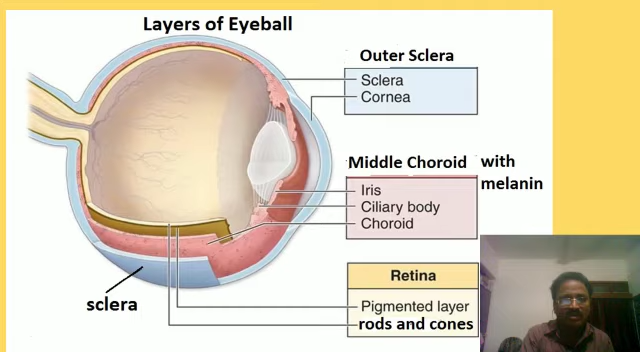 Layers of Eyeball
Outer Sclera
Sclera
Cornea
Middle Choroid with
melanin
Iris
Ciliary body
Choroid
Retina
Pigmented layer
rods and cones
sclera